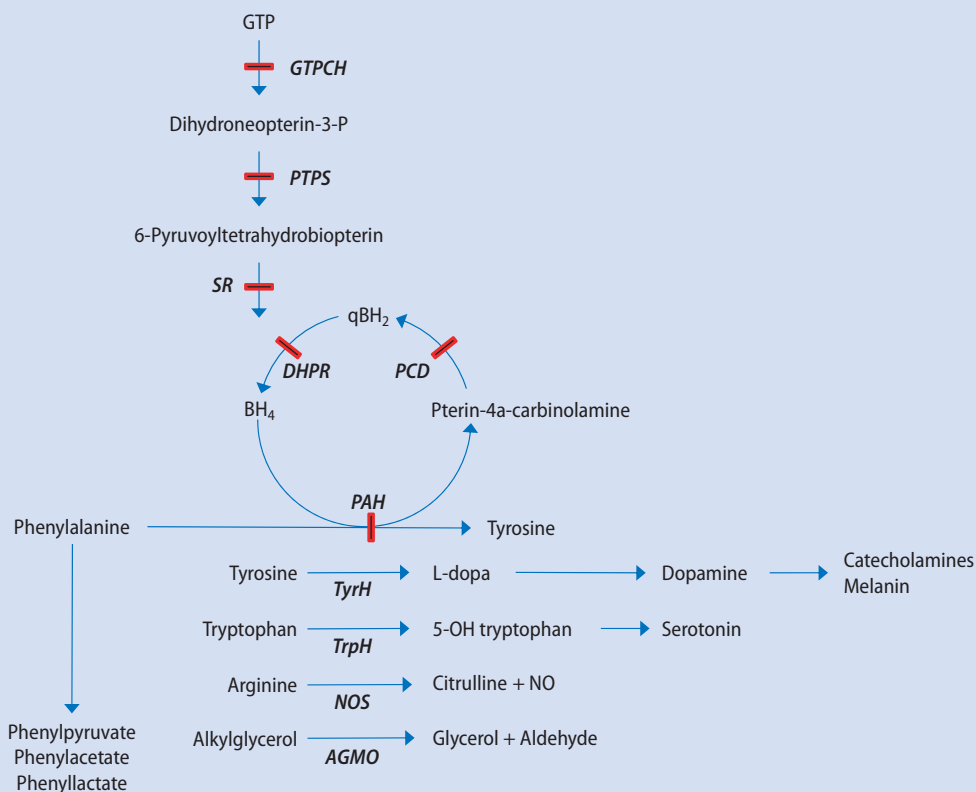 GTP
GTPCH
Dihydroneopterin-3-P
PTPS
6-Pyruvoyltetrahydrobiopterin
SR
qBH₂
DHPR
PCD
BH₄
Pterin-4a-carbinolamine
PAH
Phenylalanine
Tyrosine
Tyrosine
TyrH
L-dopa
Dopamine
Catecholamines
Melanin
Tryptophan
TrpH
5-OH tryptophan
Serotonin
Arginine
NOS
Citrulline + NO
Alkylglycerol
AGMO
Glycerol + Aldehyde
Phenylpyruvate
Phenylacetate
Phenyllactate